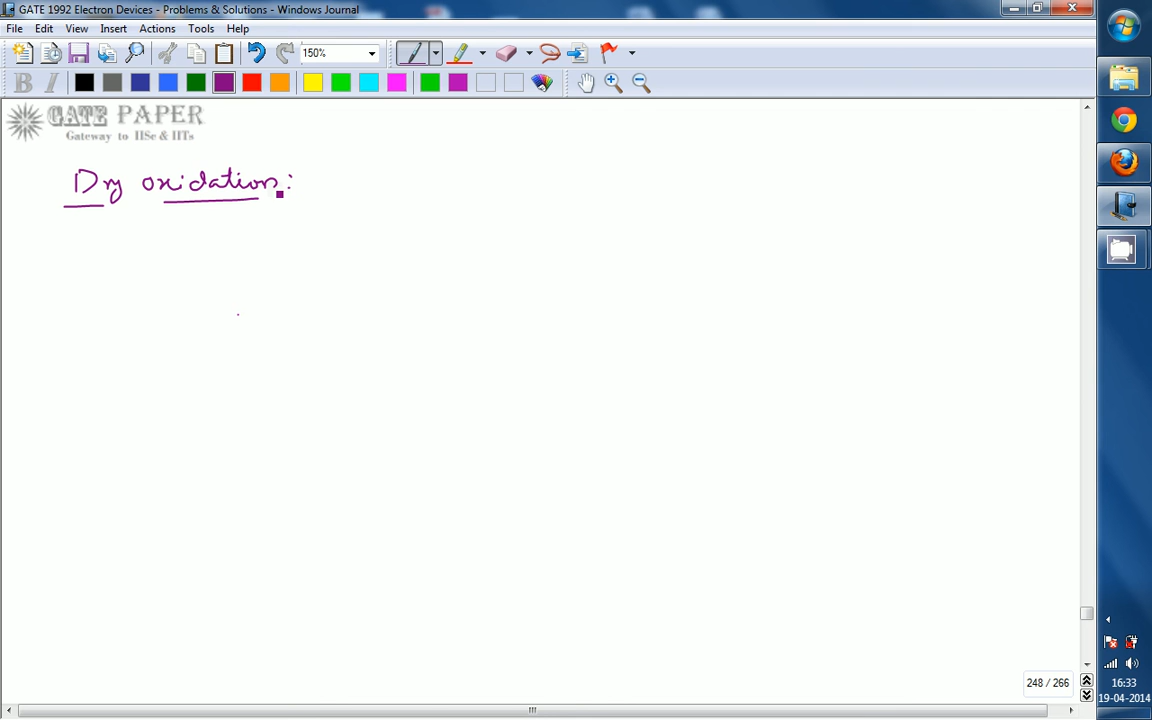 GATE 1992 Electron Devices - Problems & Solutions - Windows Journal
File Edit View Insert Actions Tools Help
150%
B I
GATE PAPER
Gateway to IISc & IITs
Dry oxidation:
248 / 266
16:33
19-04-2014